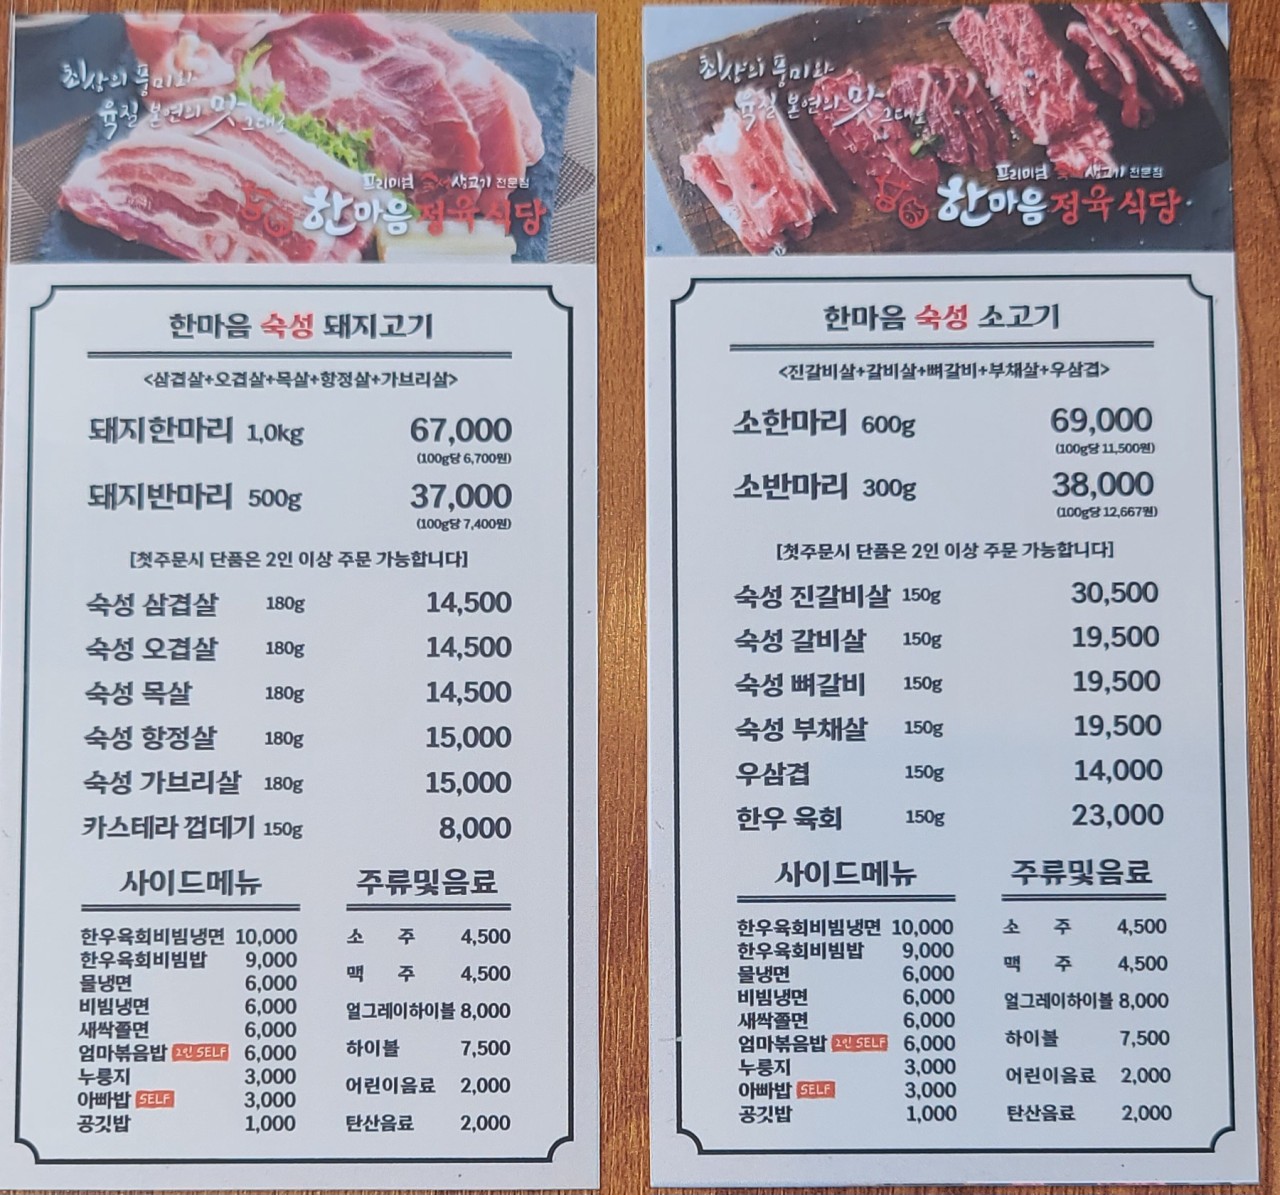 최상의 풍미와
육질 본연의 맛 그대로
프리미엄 숙성 생고기 전문점
한마음정육식당
한마음 숙성 돼지고기
<삼겹살+오겹살+목살+항정살+가브리살>
돼지한마리 1,0kg 67,000
(100g당 6,700원)
돼지반마리 500g 37,000
(100g당 7,400원)
[첫주문시 단품은 2인 이상 주문 가능합니다]
숙성 삼겹살 180g 14,500
숙성 오겹살 180g 14,500
숙성 목살 180g 14,500
숙성 항정살 180g 15,000
숙성 가브리살 180g 15,000
카스테라 껍데기 150g 8,000
사이드메뉴
한우육회비빔냉면 10,000
한우육회비빔밥 9,000
물냉면 6,000
비빔냉면 6,000
새싹쫄면 6,000
엄마볶음밥 2인 SELF 6,000
누룽지 3,000
아빠밥 SELF 3,000
공깃밥 1,000
주류및음료
소 주 4,500
맥 주 4,500
얼그레이하이볼 8,000
하이볼 7,500
어린이음료 2,000
탄산음료 2,000
최상의 풍미와
육질 본연의 맛 그대로
프리미엄 숙성 생고기 전문점
한마음정육식당
한마음 숙성 소고기
<진갈비살+갈비살+뼈갈비+부채살+우삼겹>
소한마리 600g 69,000
(100g당 11,500원)
소반마리 300g 38,000
(100g당 12,667원)
[첫주문시 단품은 2인 이상 주문 가능합니다]
숙성 진갈비살 150g 30,500
숙성 갈비살 150g 19,500
숙성 뼈갈비 150g 19,500
숙성 부채살 150g 19,500
우삼겹 150g 14,000
한우 육회 150g 23,000
사이드메뉴
한우육회비빔냉면 10,000
한우육회비빔밥 9,000
물냉면 6,000
비빔냉면 6,000
새싹쫄면 6,000
엄마볶음밥 2인 SELF 6,000
누룽지 3,000
아빠밥 SELF 3,000
공깃밥 1,000
주류및음료
소 주 4,500
맥 주 4,500
얼그레이하이볼 8,000
하이볼 7,500
어린이음료 2,000
탄산음료 2,000